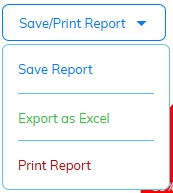 Save/Print Report
Save Report
Export as Excel
Print Report